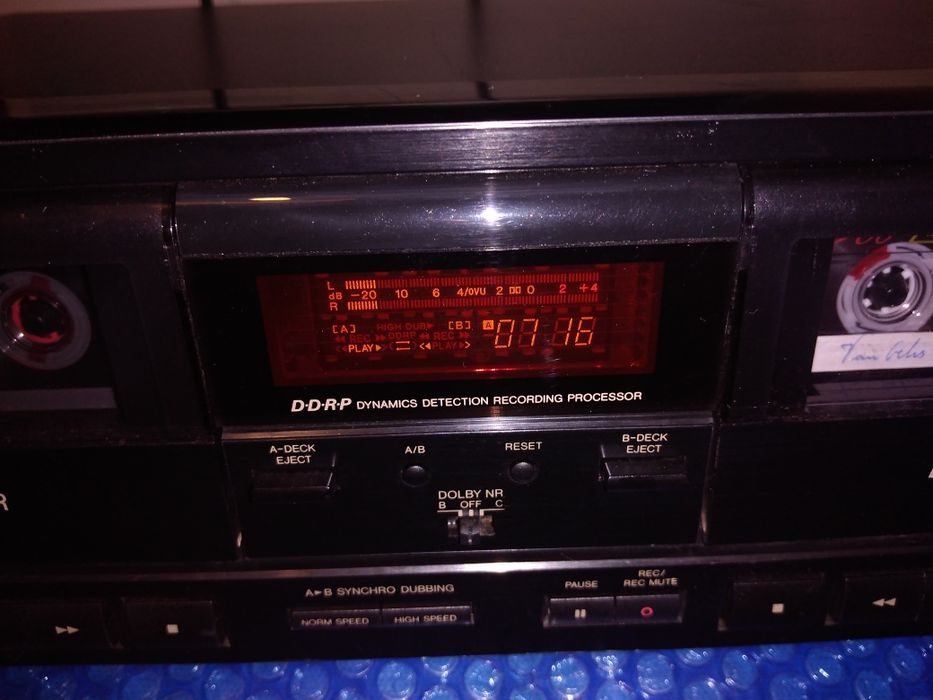 L
dB -20 10 6 4/0VU 2 0 2 +4
R
[A] HIGH DUB [B] A 07 16
REC DDRP REC
PLAY PLAY
D·D·R·P DYNAMICS DETECTION RECORDING PROCESSOR
A-DECK
EJECT
A/B
RESET
B-DECK
EJECT
DOLBY NR
B OFF C
R
A►B SYNCHRO DUBBING
NORM SPEED
HIGH SPEED
PAUSE
REC/
REC MUTE